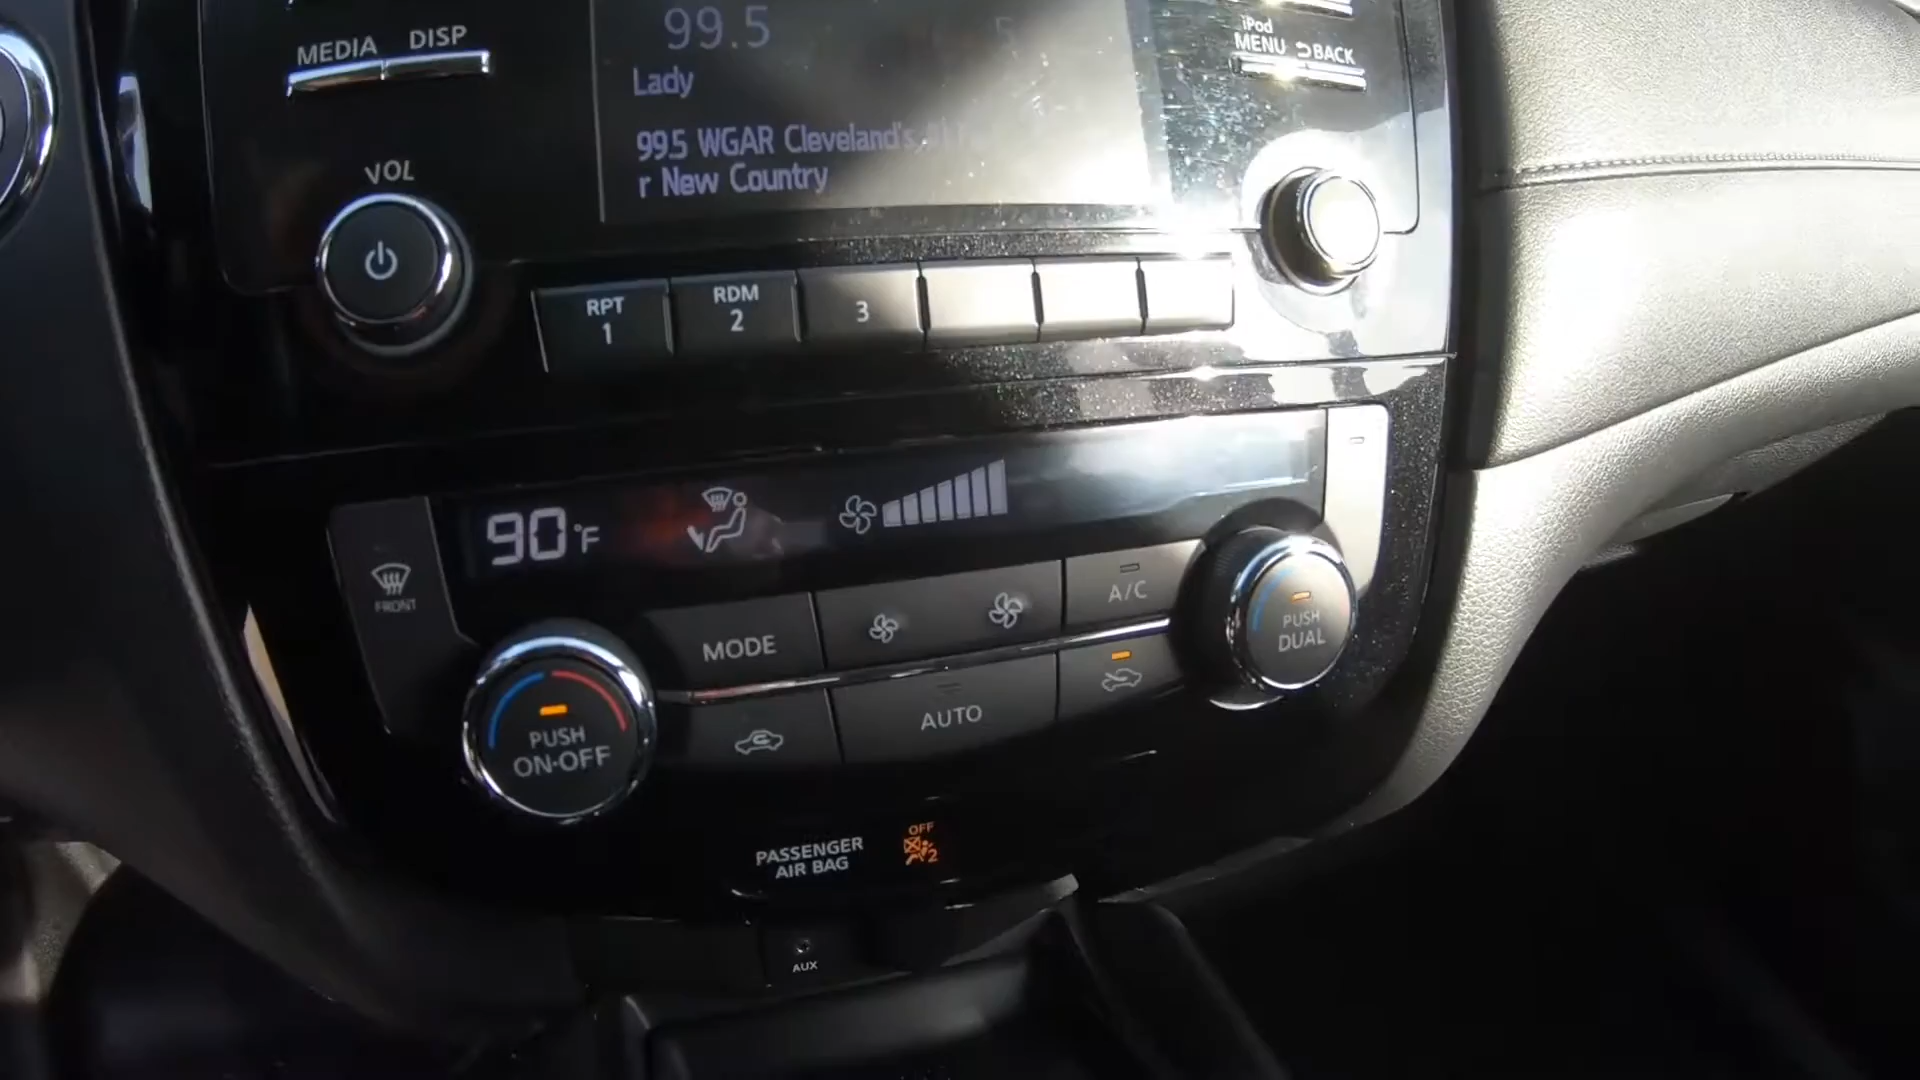 MEDIA DISP
99.5
Lady
99.5 WGAR Cleveland's
r New Country
iPod
MENU BACK
VOL
RPT
1
RDM
2
3
90°F
FRONT
MODE
A/C
PUSH
DUAL
AUTO
PUSH
ON·OFF
PASSENGER
AIR BAG
OFF
2
AUX